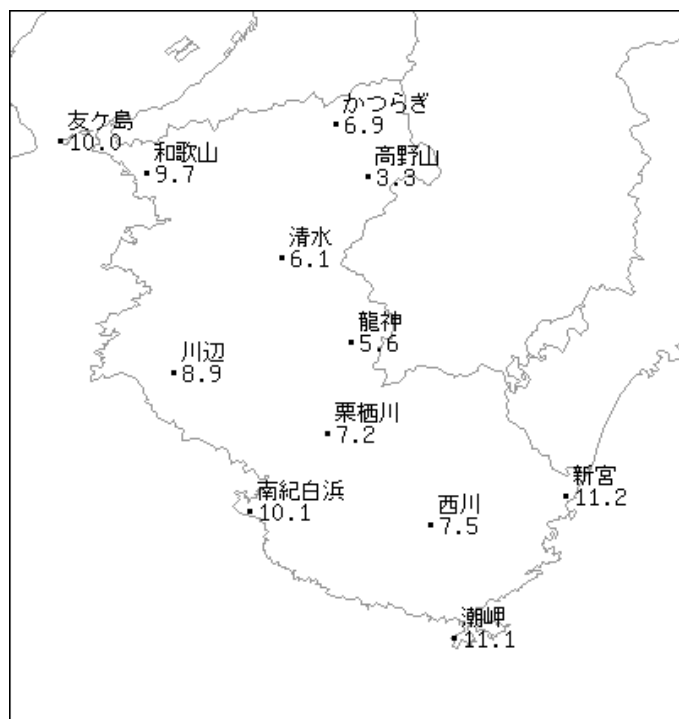 かつらぎ
6.9
友ケ島
10.0
和歌山
9.7
高野山
3.3
清水
6.1
龍神
5.6
川辺
8.9
栗栖川
7.2
新宮
11.2
南紀白浜
10.1
西川
7.5
潮岬
11.1